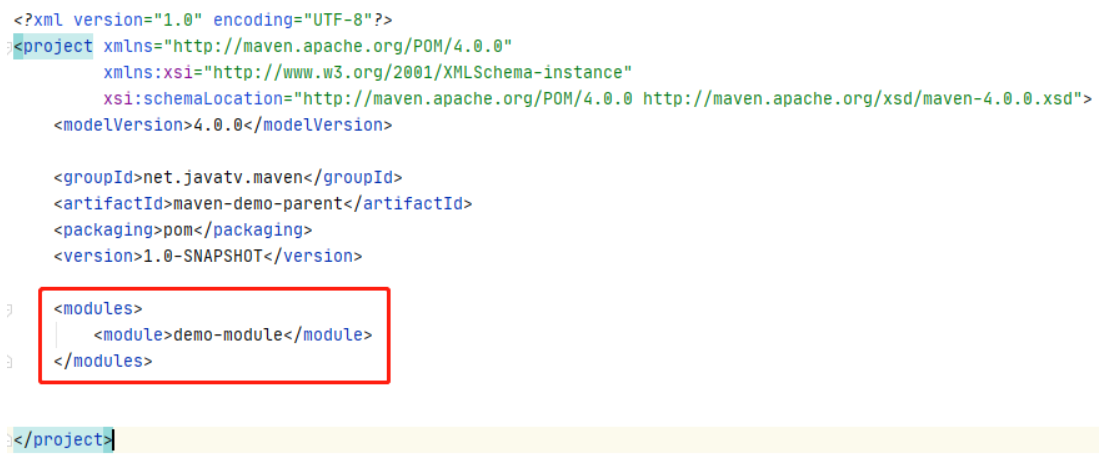 <?xml version="1.0" encoding="UTF-8"?>
<project xmlns="http://maven.apache.org/POM/4.0.0"
         xmlns:xsi="http://www.w3.org/2001/XMLSchema-instance"
         xsi:schemaLocation="http://maven.apache.org/POM/4.0.0 http://maven.apache.org/xsd/maven-4.0.0.xsd">
    <modelVersion>4.0.0</modelVersion>

    <groupId>net.javatv.maven</groupId>
    <artifactId>maven-demo-parent</artifactId>
    <packaging>pom</packaging>
    <version>1.0-SNAPSHOT</version>

    <modules>
        <module>demo-module</module>
    </modules>

</project>